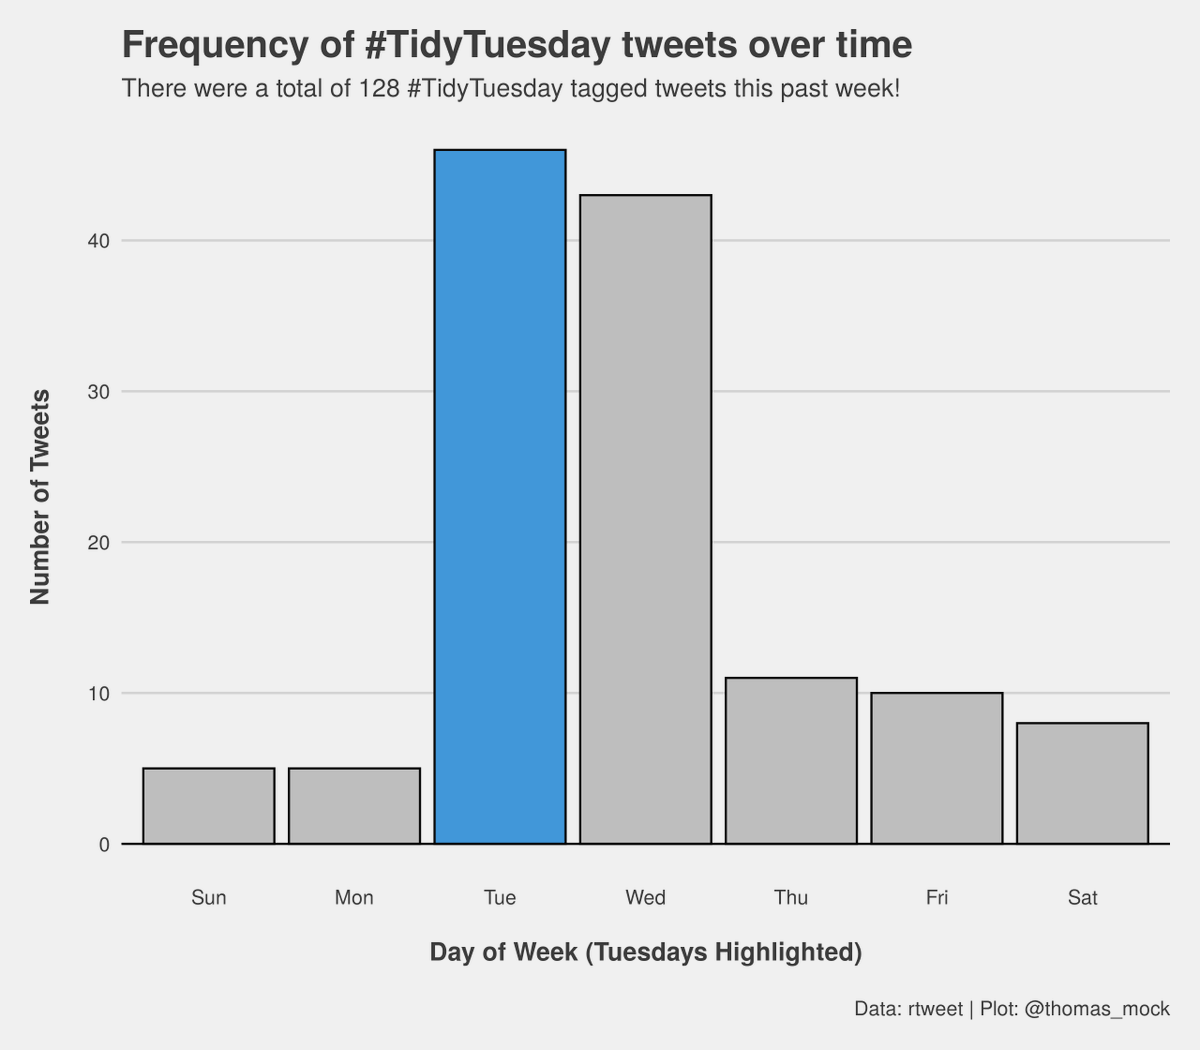 Frequency of #TidyTuesday tweets over time
There were a total of 128 #TidyTuesday tagged tweets this past week!
Number of Tweets
40
30
20
10
0
Sun Mon Tue Wed Thu Fri Sat
Day of Week (Tuesdays Highlighted)
Data: rtweet | Plot: @thomas_mock